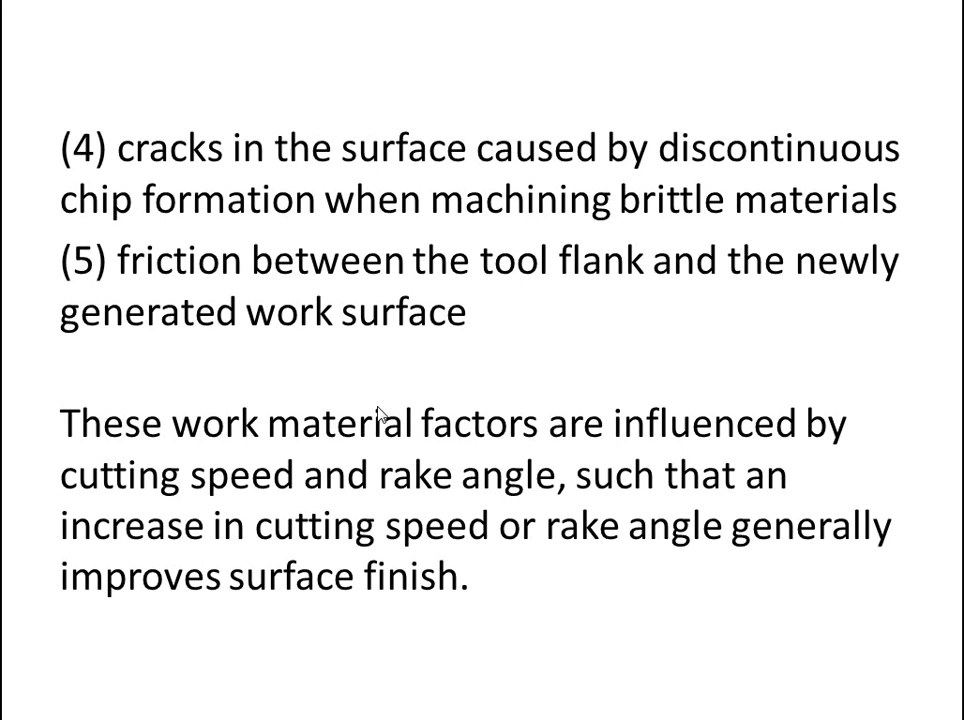 (4) cracks in the surface caused by discontinuous
chip formation when machining brittle materials
(5) friction between the tool flank and the newly
generated work surface
These work material factors are influenced by
cutting speed and rake angle, such that an
increase in cutting speed or rake angle generally
improves surface finish.